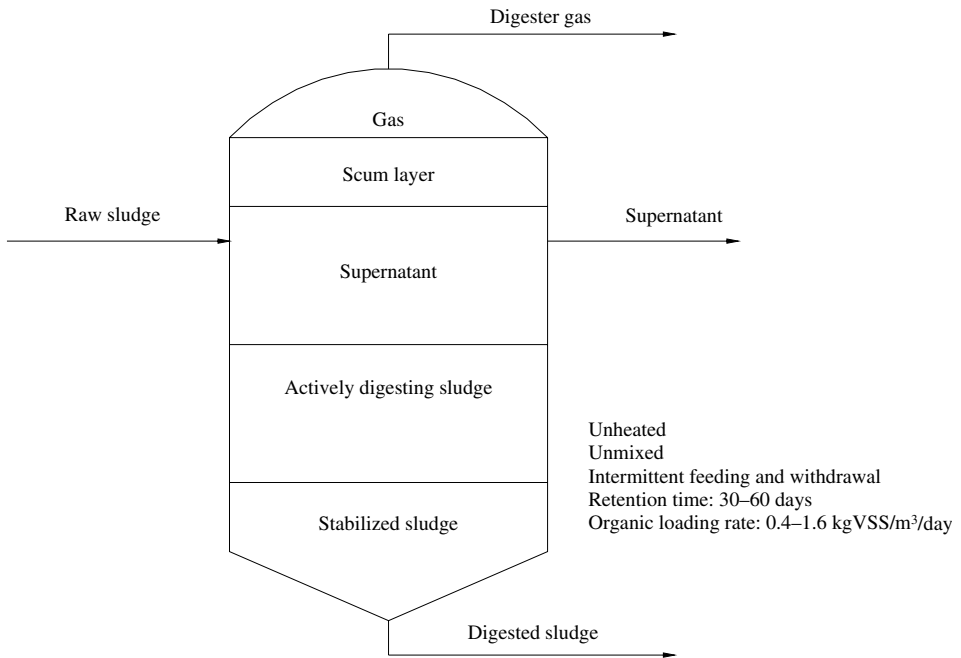 Digester gas
Gas
Scum layer
Raw sludge
Supernatant
Supernatant
Actively digesting sludge
Unheated
Unmixed
Intermittent feeding and withdrawal
Retention time: 30–60 days
Organic loading rate: 0.4–1.6 kgVSS/m³/day
Stabilized sludge
Digested sludge